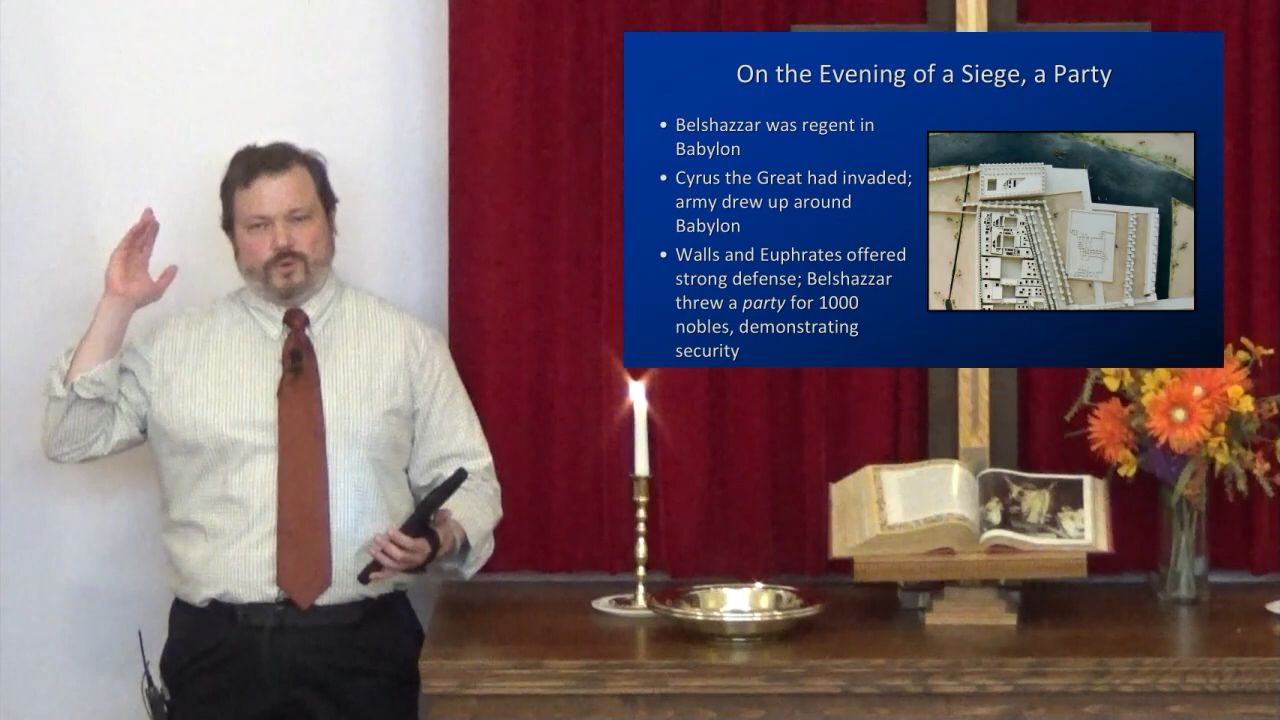 On the Evening of a Siege, a Party
• Belshazzar was regent in
Babylon
• Cyrus the Great had invaded;
army drew up around
Babylon
• Walls and Euphrates offered
strong defense; Belshazzar
threw a party for 1000
nobles, demonstrating
security